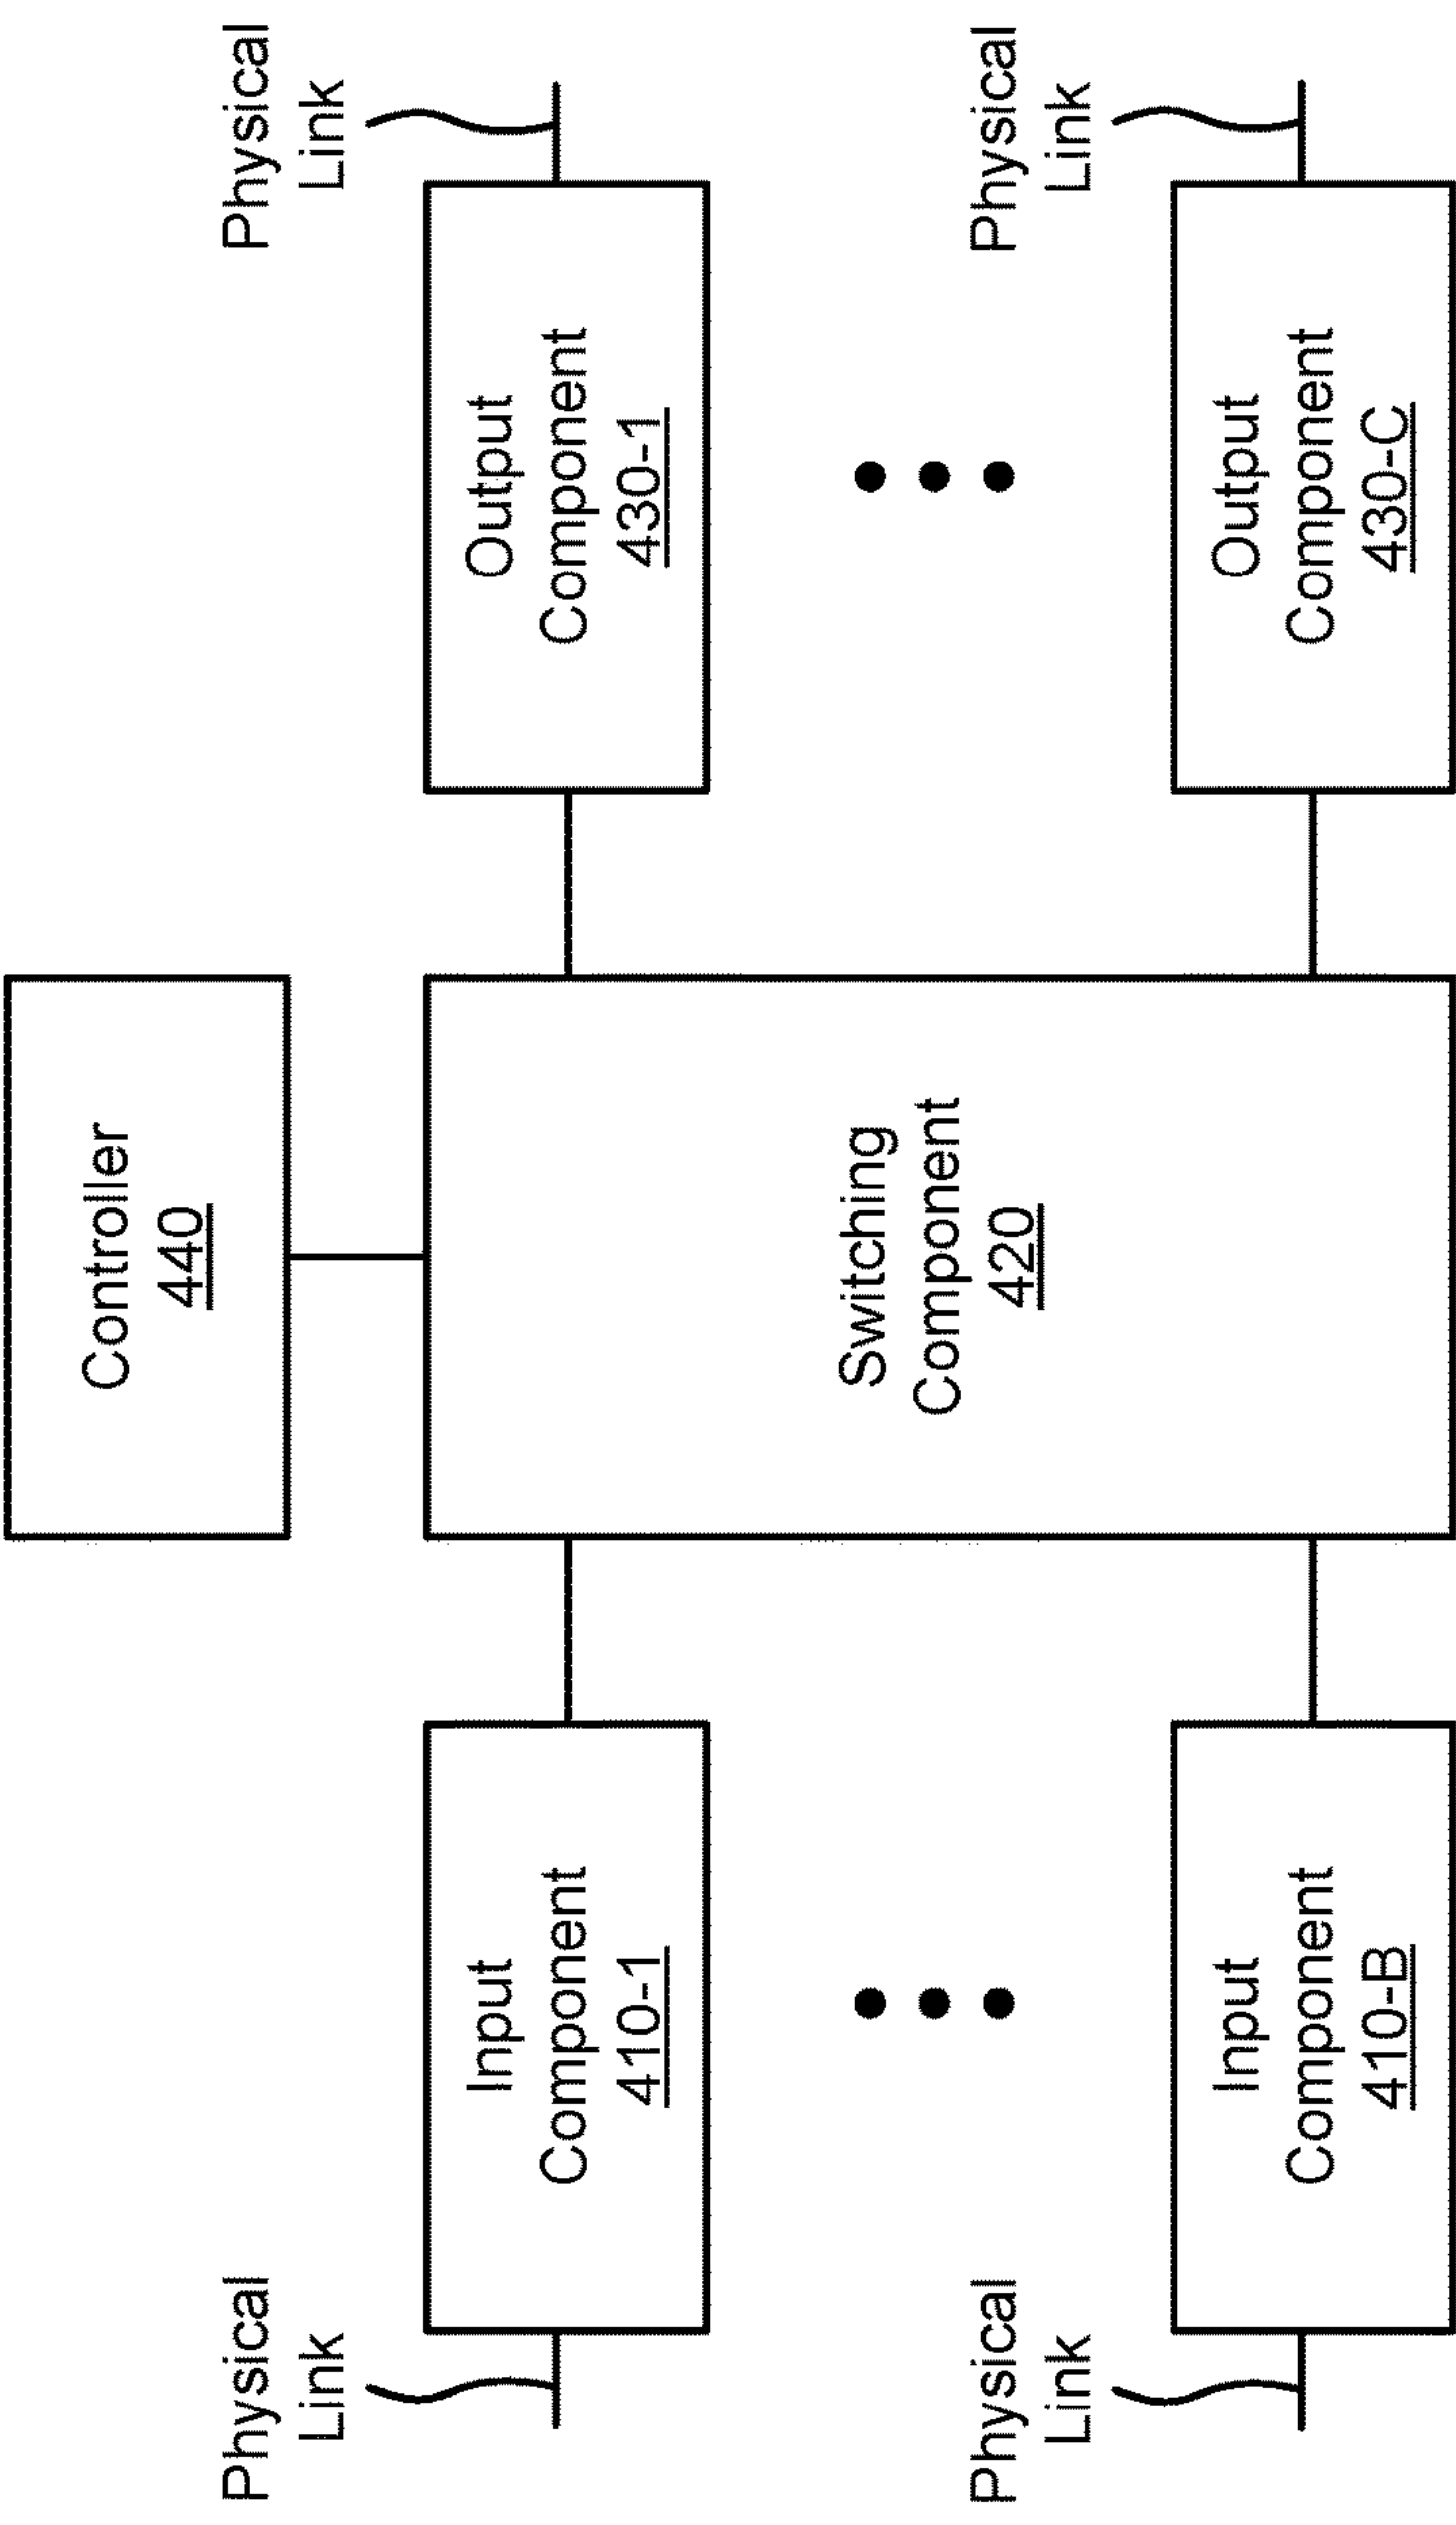 Controller
440
Physical
Link
Input
Component
410-1
Switching
Component
420
Output
Component
430-1
Physical
Link
Physical
Link
Input
Component
410-B
Output
Component
430-C
Physical
Link